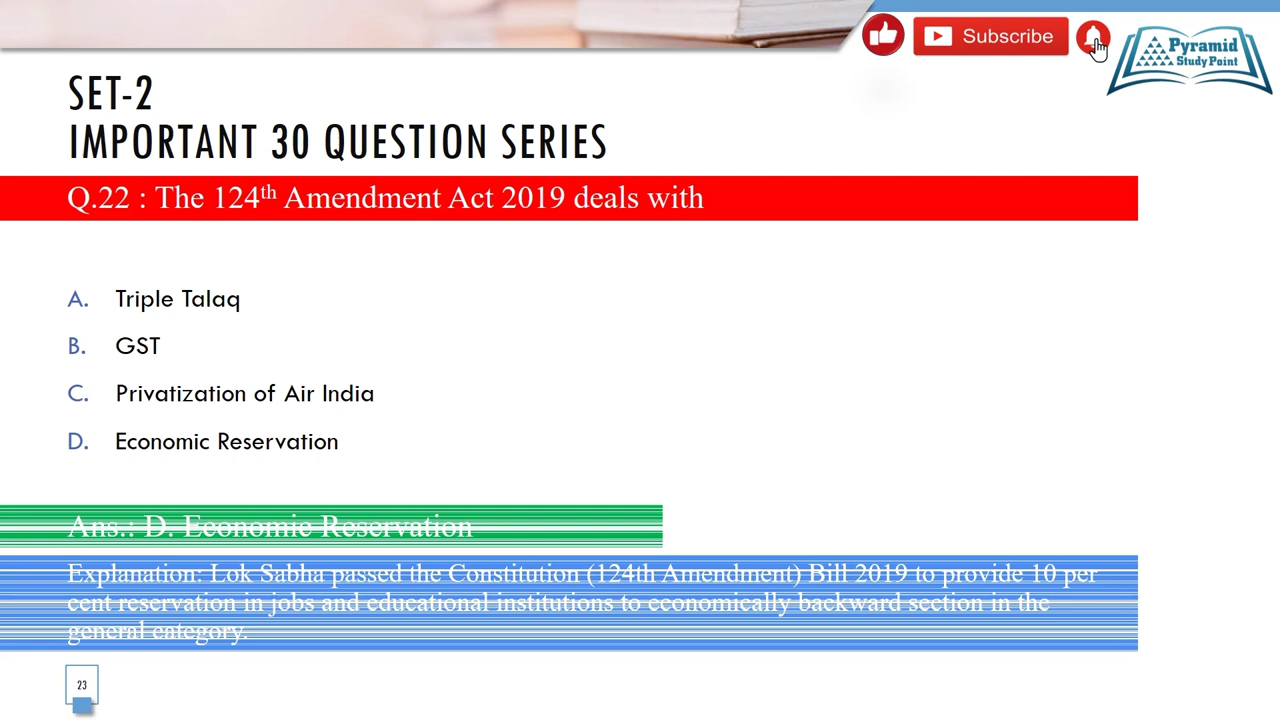 Subscribe
Pyramid
Study Point
SET-2
IMPORTANT 30 QUESTION SERIES
Q.22 : The 124th Amendment Act 2019 deals with
A. Triple Talaq
B. GST
C. Privatization of Air India
D. Economic Reservation
Ans.: D. Economic Reservation
Explanation: Lok Sabha passed the Constitution (124th Amendment) Bill 2019 to provide 10 per
cent reservation in jobs and educational institutions to economically backward section in the
general category.
23